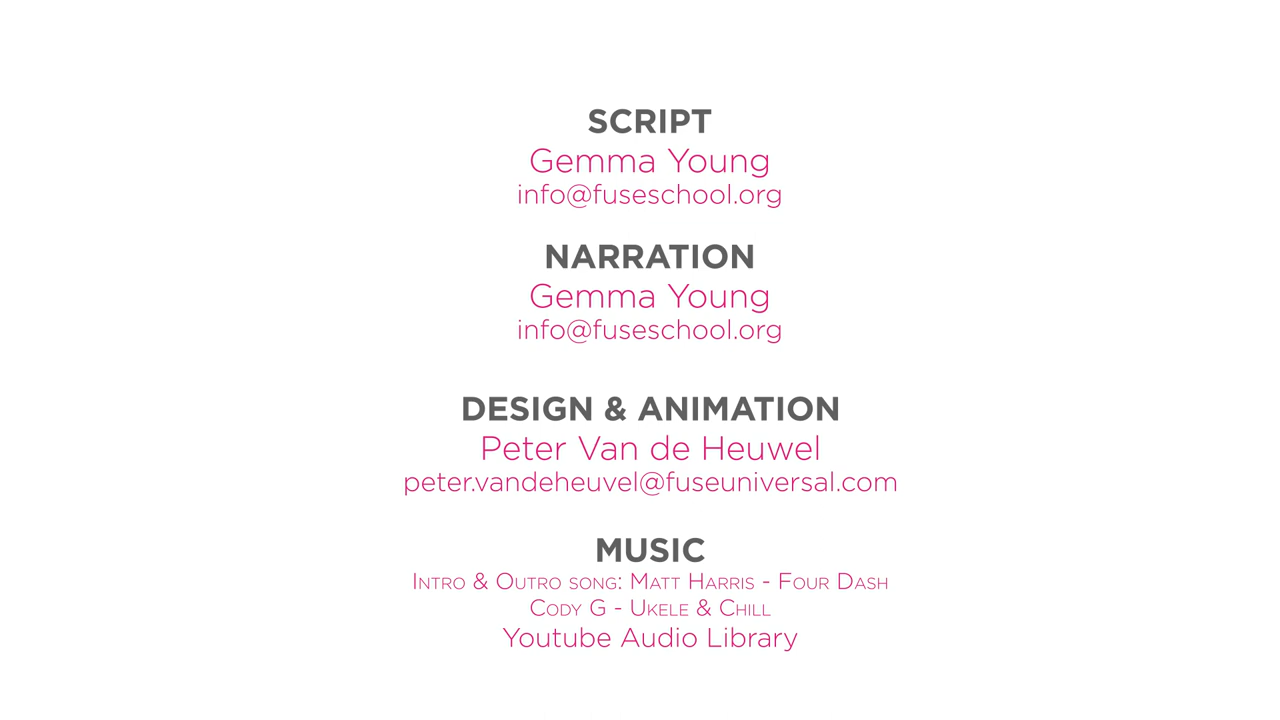 SCRIPT
Gemma Young
info@fuseschool.org
NARRATION
Gemma Young
info@fuseschool.org
DESIGN & ANIMATION
Peter Van de Heuwel
peter.vandeheuvel@fuseuniversal.com
MUSIC
Intro & Outro song: Matt Harris - Four Dash
Cody G - Ukele & Chill
Youtube Audio Library